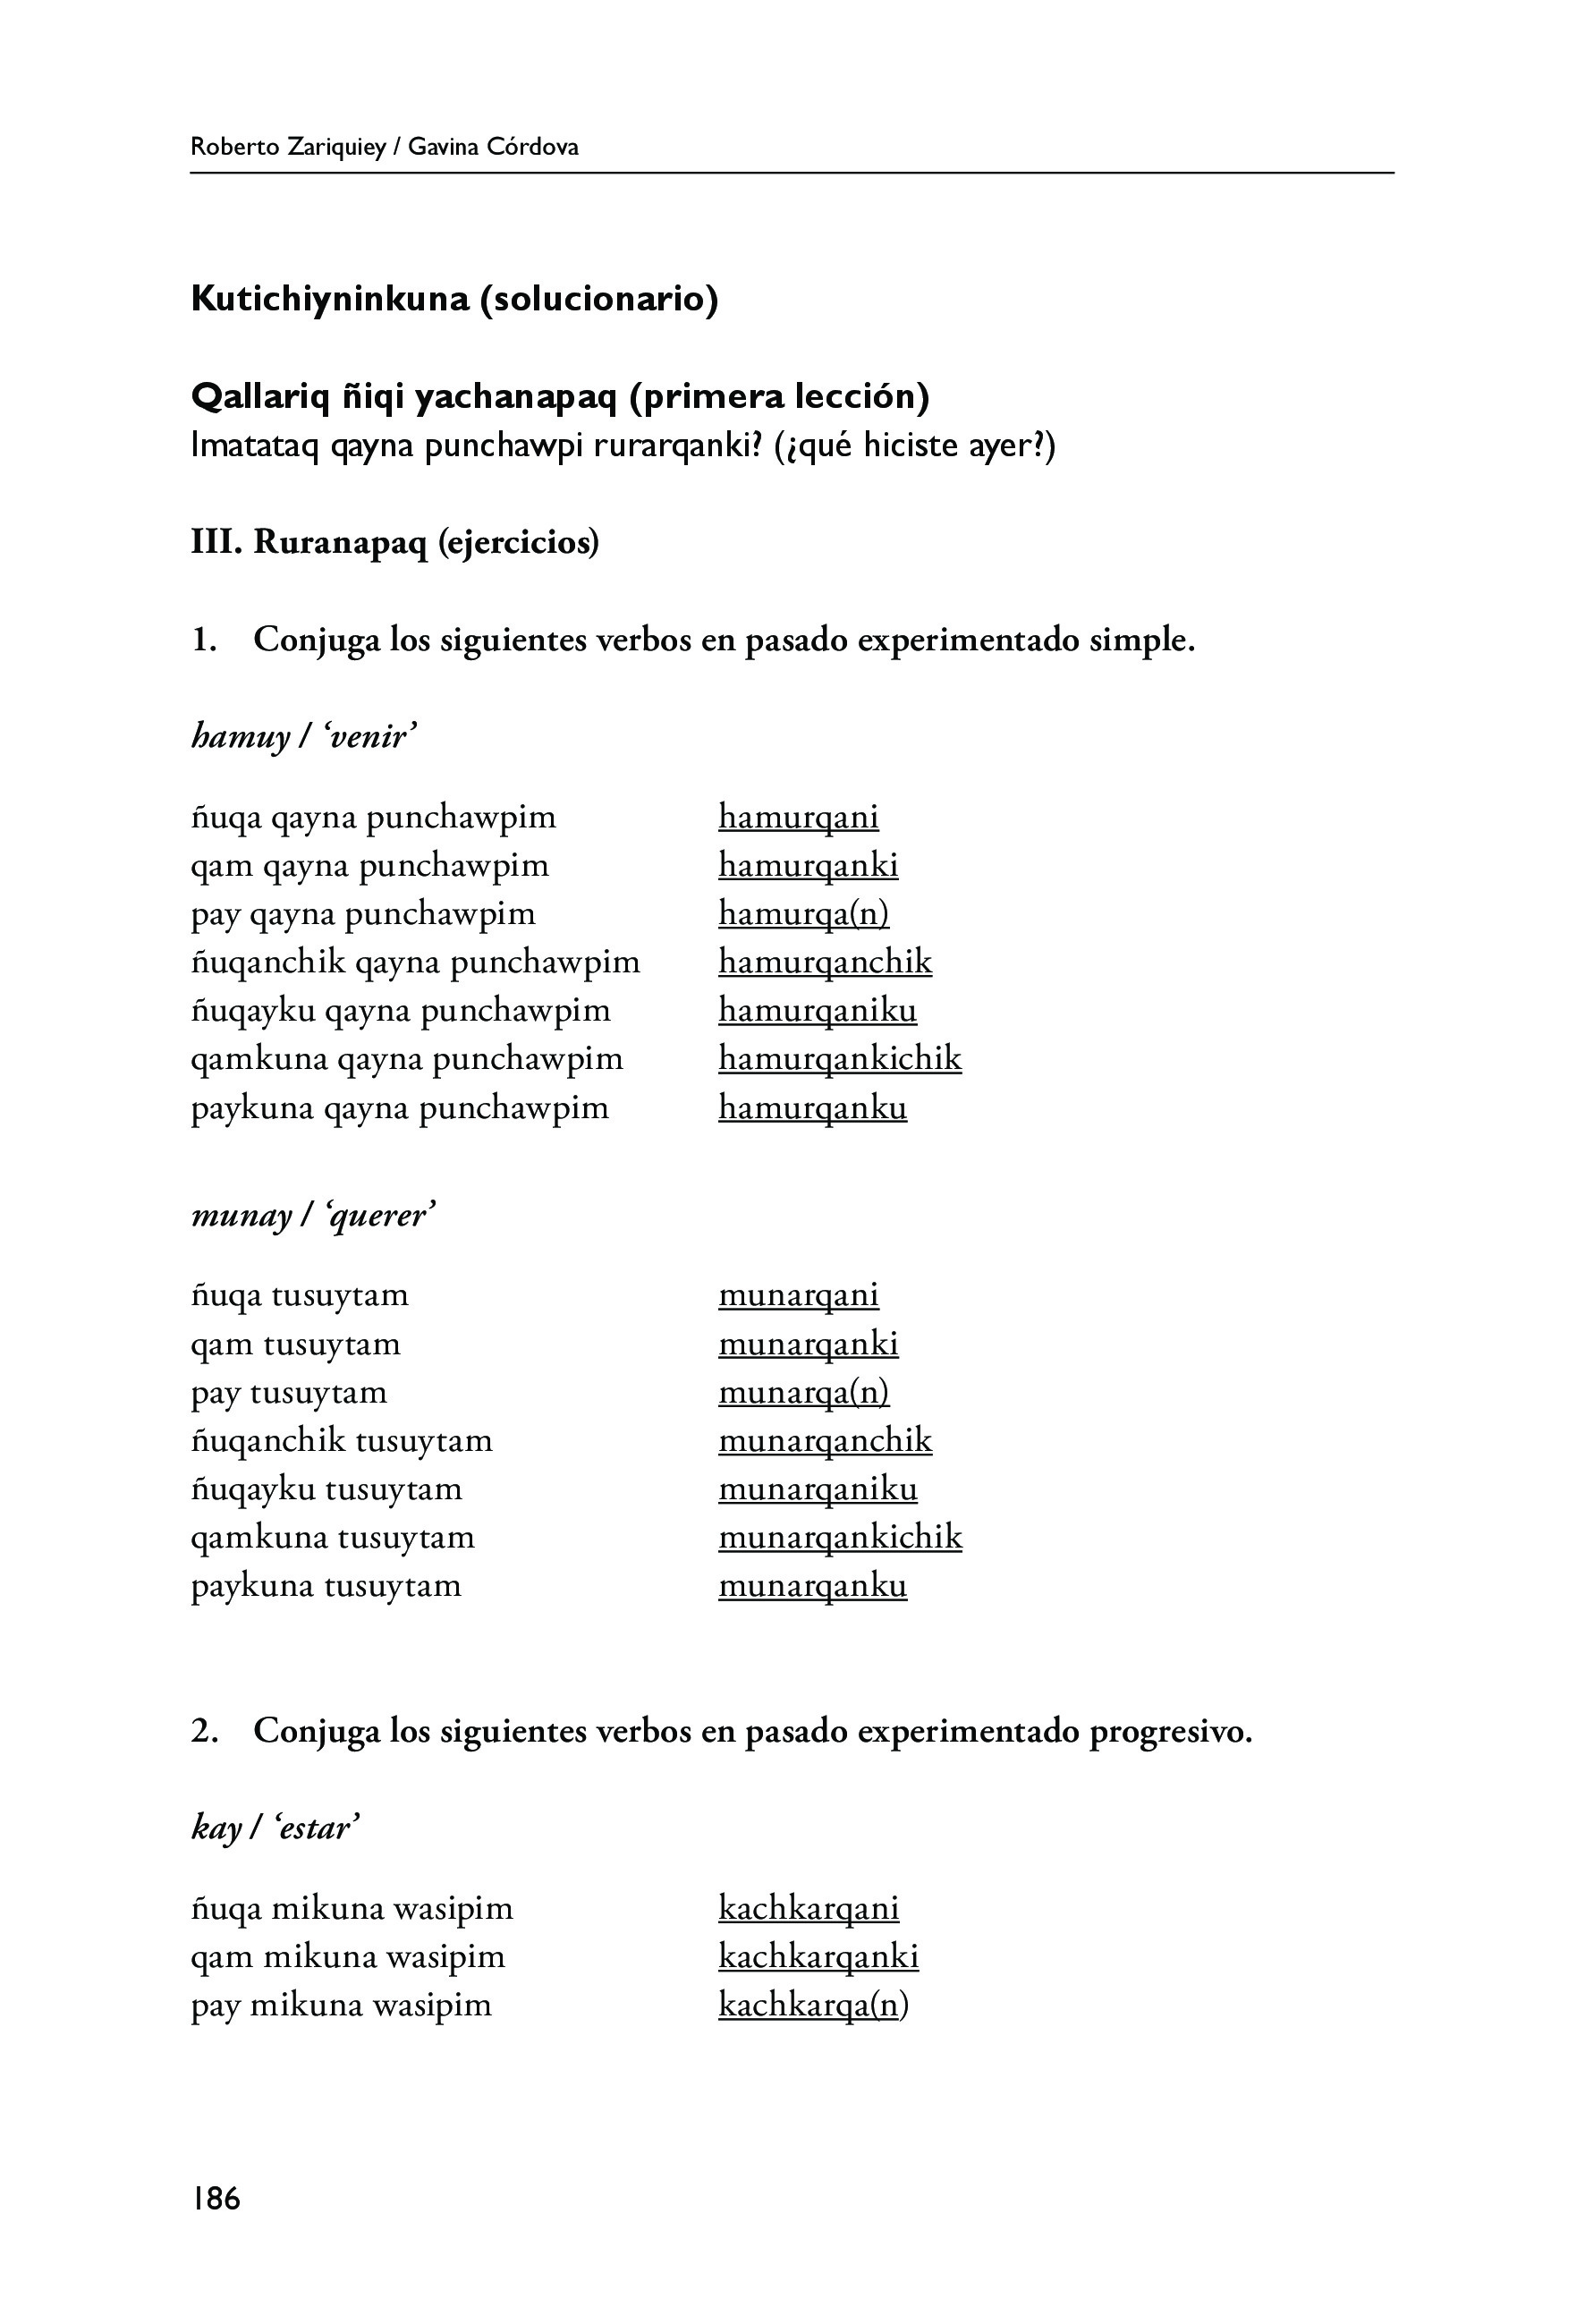 Roberto Zariquiey / Gavina Córdova
Kutichiyninkuna (solucionario)
Qallariq ñiqi yachanapaq (primera lección)
Imatataq qayna punchawpi rurarqanki? (¿qué hiciste ayer?)
III. Ruranapaq (ejercicios)
1. Conjuga los siguientes verbos en pasado experimentado simple.
hamuy / ‘venir’
ñuqa qayna punchawpim hamurqani
qam qayna punchawpim hamurqanki
pay qayna punchawpim hamurqa(n)
ñuqanchik qayna punchawpim hamurqanchik
ñuqayku qayna punchawpim hamurqaniku
qamkuna qayna punchawpim hamurqankichik
paykuna qayna punchawpim hamurqanku
munay / ‘querer’
ñuqa tusuytam munarqani
qam tusuytam munarqanki
pay tusuytam munarqa(n)
ñuqanchik tusuytam munarqanchik
ñuqayku tusuytam munarqaniku
qamkuna tusuytam munarqankichik
paykuna tusuytam munarqanku
2. Conjuga los siguientes verbos en pasado experimentado progresivo.
kay / ‘estar’
ñuqa mikuna wasipim kachkarqani
qam mikuna wasipim kachkarqanki
pay mikuna wasipim kachkarqa(n)
186